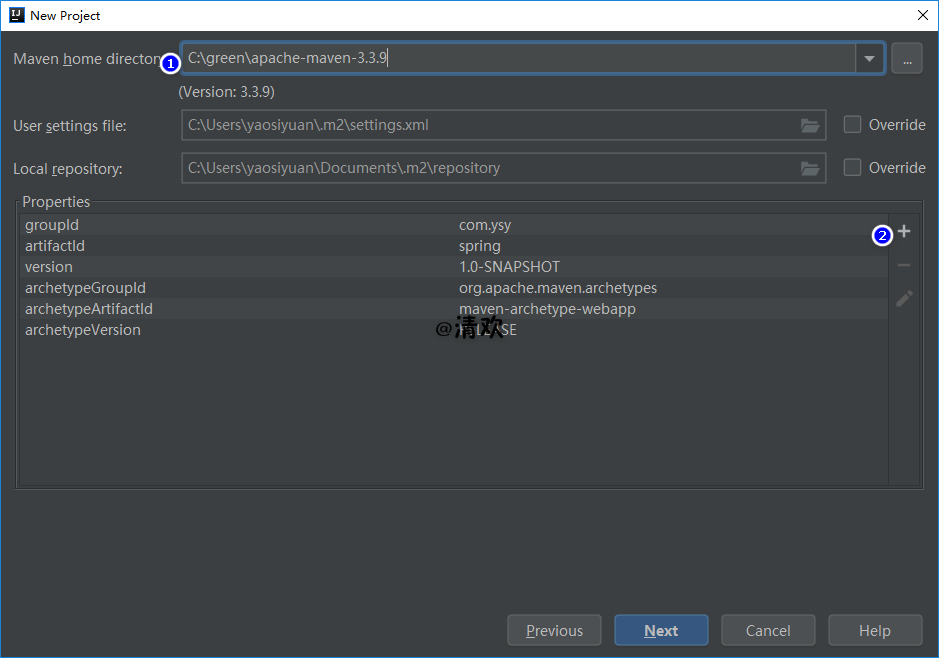 New Project
Maven home director 1 C:\green\apache-maven-3.3.9 ...
(Version: 3.3.9)
User settings file: C:\Users\yaosiyuan\.m2\settings.xml Override
Local repository: C:\Users\yaosiyuan\Documents\.m2\repository Override
Properties
groupId com.ysy
2
artifactId spring
version 1.0-SNAPSHOT
archetypeGroupId org.apache.maven.archetypes
archetypeArtifactId maven-archetype-webapp
archetypeVersion
@清欢
Previous Next Cancel Help